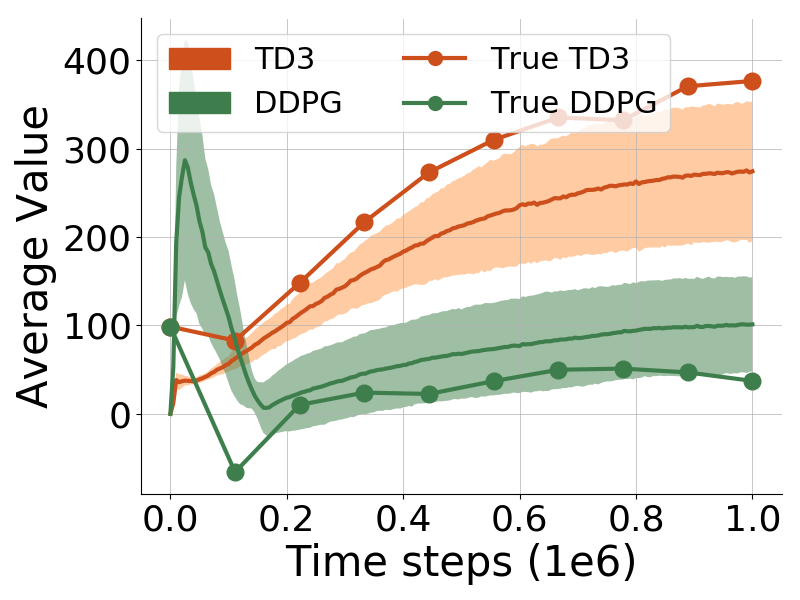 TD3
DDPG
True TD3
True DDPG
Average Value
400
300
200
100
0
0.0 0.2 0.4 0.6 0.8 1.0
Time steps (1e6)